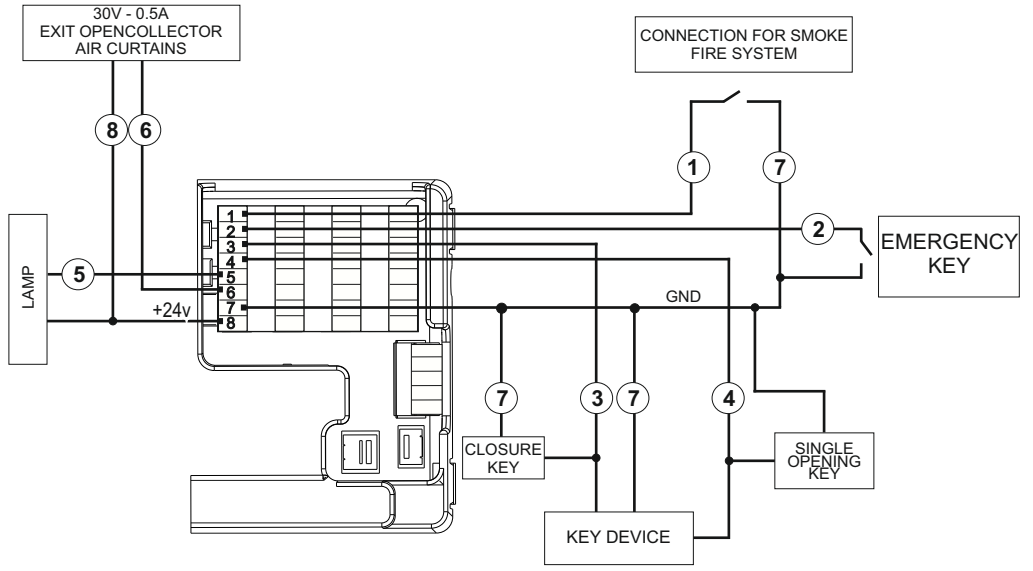 30V - 0.5A
EXIT OPENCOLLECTOR
AIR CURTAINS
CONNECTION FOR SMOKE
FIRE SYSTEM
8
6
1
7
1
2
3
4
5
6
7
8
2
EMERGENCY
KEY
LAMP
5
+24v
GND
7
3
7
4
CLOSURE
KEY
SINGLE
OPENING
KEY
KEY DEVICE